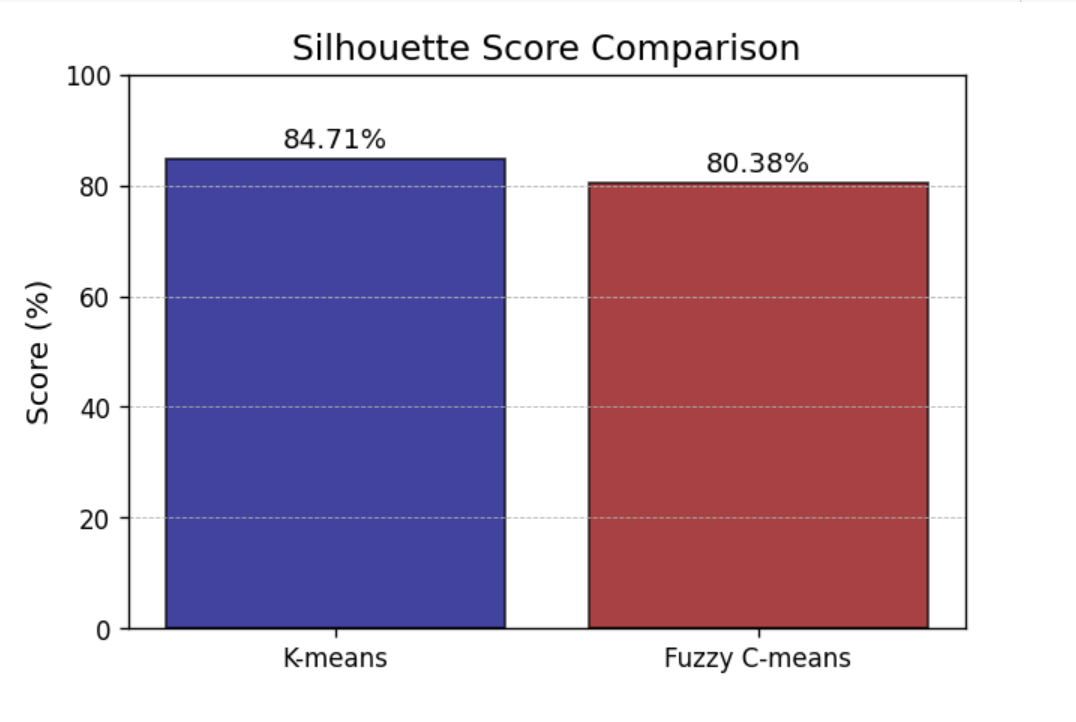 Silhouette Score Comparison
100
84.71%
80.38%
80
60
Score (%)
40
20
0
K-means
Fuzzy C-means